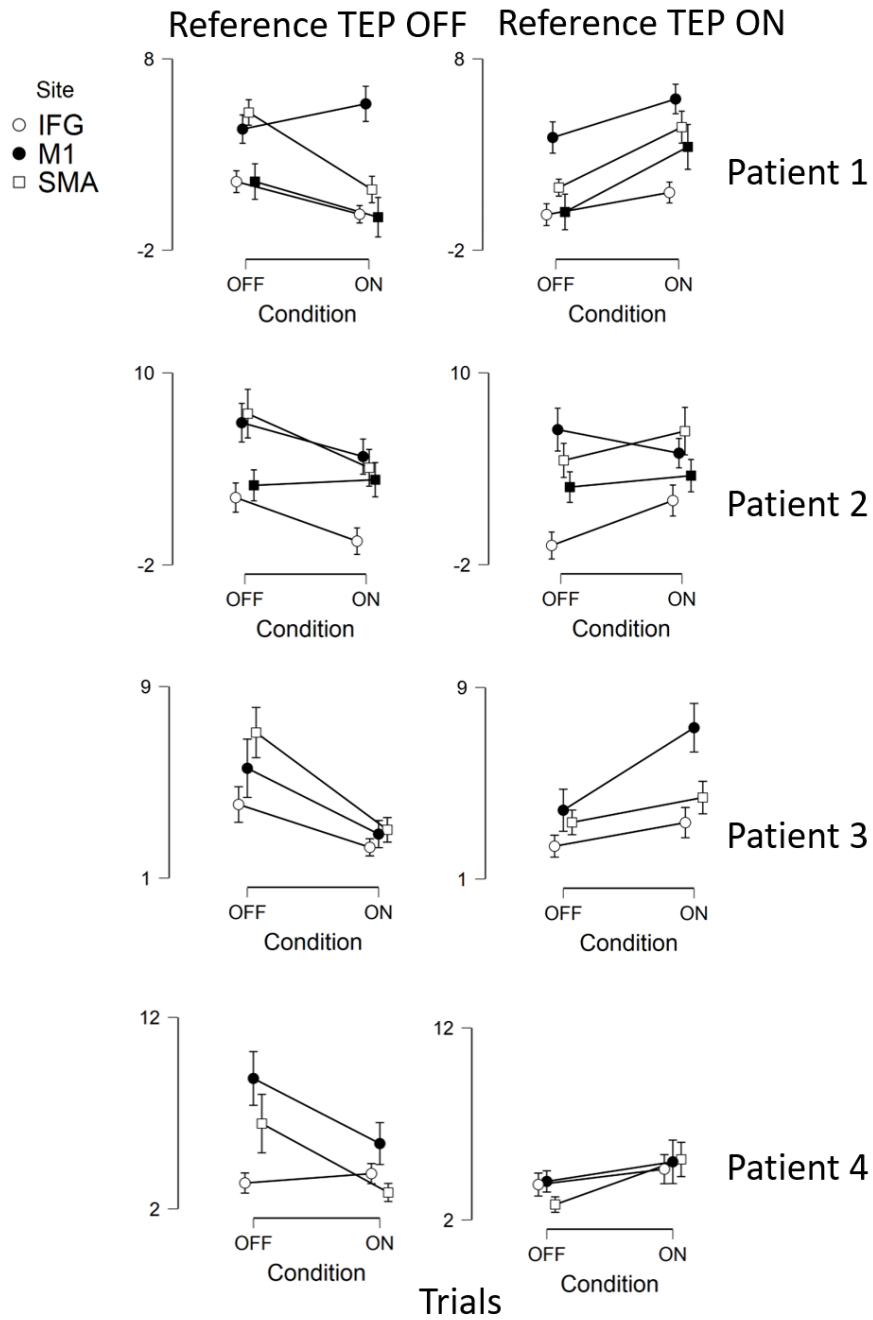 Reference TEP OFF Reference TEP ON
Site
IFG
M1
SMA
8
-2
OFF ON
Condition
8
-2
OFF ON
Condition
Patient 1
10
-2
OFF ON
Condition
10
-2
OFF ON
Condition
Patient 2
9
1
OFF ON
Condition
9
1
OFF ON
Condition
Patient 3
12
2
OFF ON
Condition
12
2
OFF ON
Condition
Patient 4
Trials